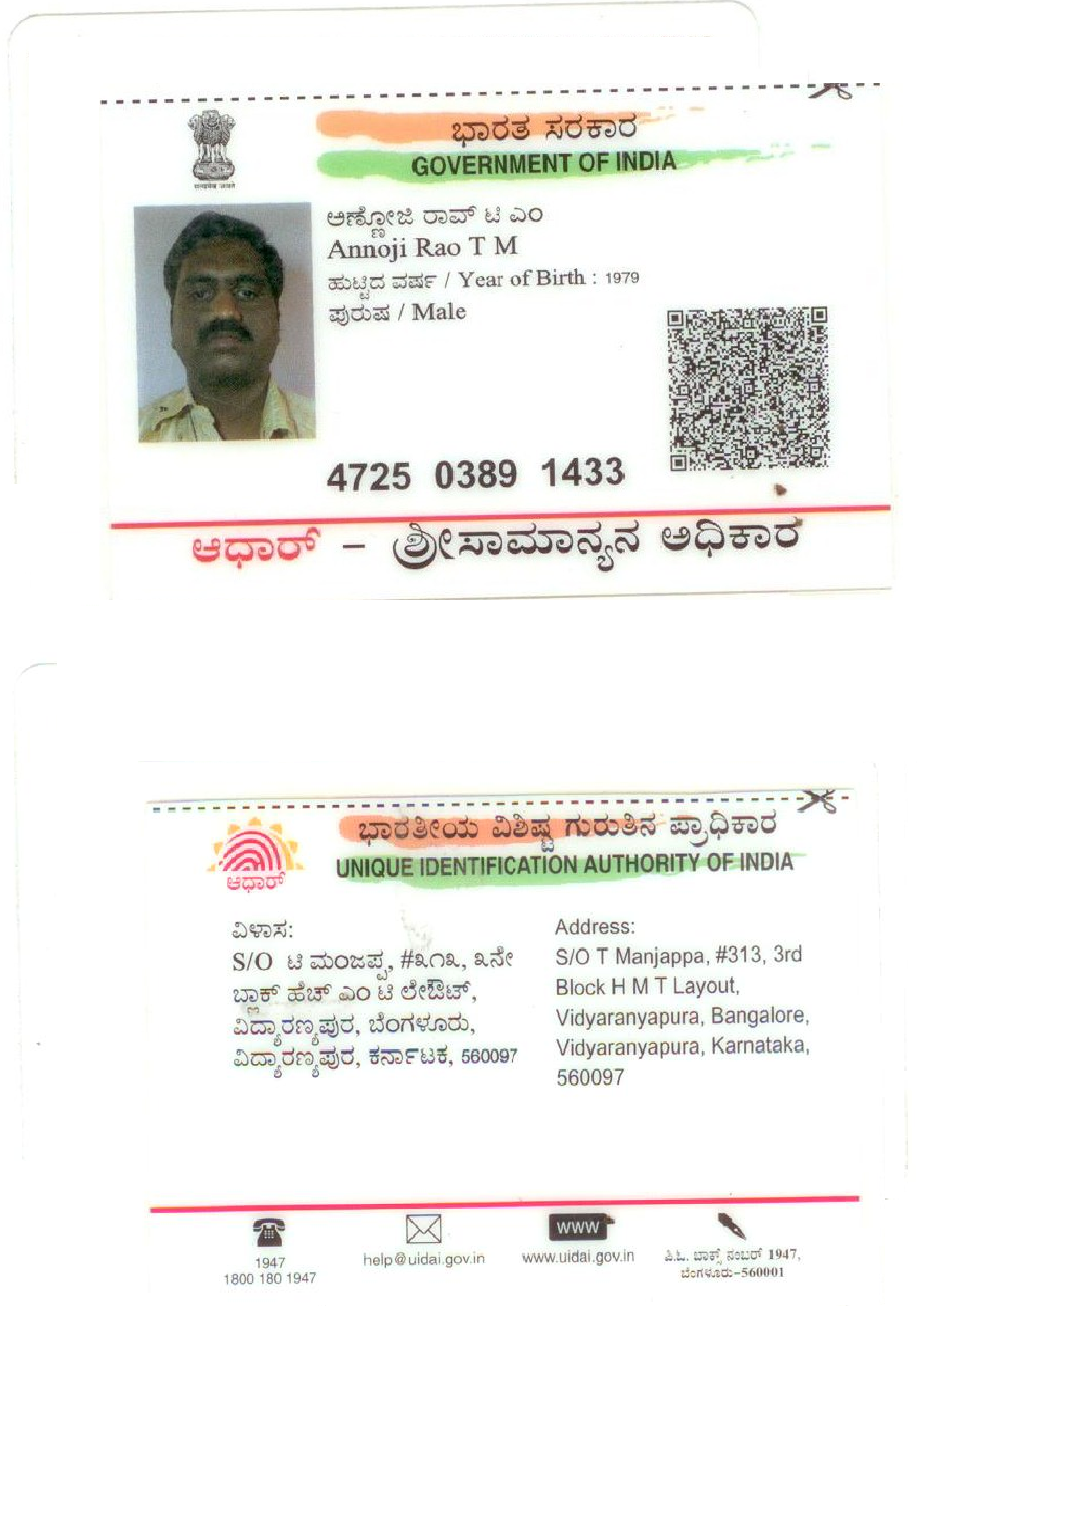 ಭಾರತ ಸರಕಾರ
GOVERNMENT OF INDIA
ಅಣ್ಣೋಜಿ ರಾವ್ ಟಿ ಎಂ
Annoji Rao T M
ಹುಟ್ಟಿದ ವರ್ಷ / Year of Birth : 1979
ಪುರುಷ / Male
4725 0389 1433
ಆಧಾರ್ – ಶ್ರೀಸಾಮಾನ್ಯನ ಅಧಿಕಾರ
ಭಾರತೀಯ ವಿಶಿಷ್ಟ ಗುರುತಿನ ಪ್ರಾಧಿಕಾರ
UNIQUE IDENTIFICATION AUTHORITY OF INDIA
ಆಧಾರ್
ವಿಳಾಸ:
S/O ಟಿ ಮಂಜಪ್ಪ, #೩೧೩, ೩ನೇ
ಬ್ಲಾಕ್ ಹೆಚ್ ಎಂ ಟಿ ಲೇಔಟ್,
ವಿದ್ಯಾರಣ್ಯಪುರ, ಬೆಂಗಳೂರು,
ವಿದ್ಯಾರಣ್ಯಪುರ, ಕರ್ನಾಟಕ, 560097
Address:
S/O T Manjappa, #313, 3rd
Block H M T Layout,
Vidyaranyapura, Bangalore,
Vidyaranyapura, Karnataka,
560097
1947
1800 180 1947
help@uidai.gov.in
www
www.uidai.gov.in
ಪಿ.ಓ. ಬಾಕ್ಸ್ ನಂಬರ್ 1947,
ಬೆಂಗಳೂರು-560001